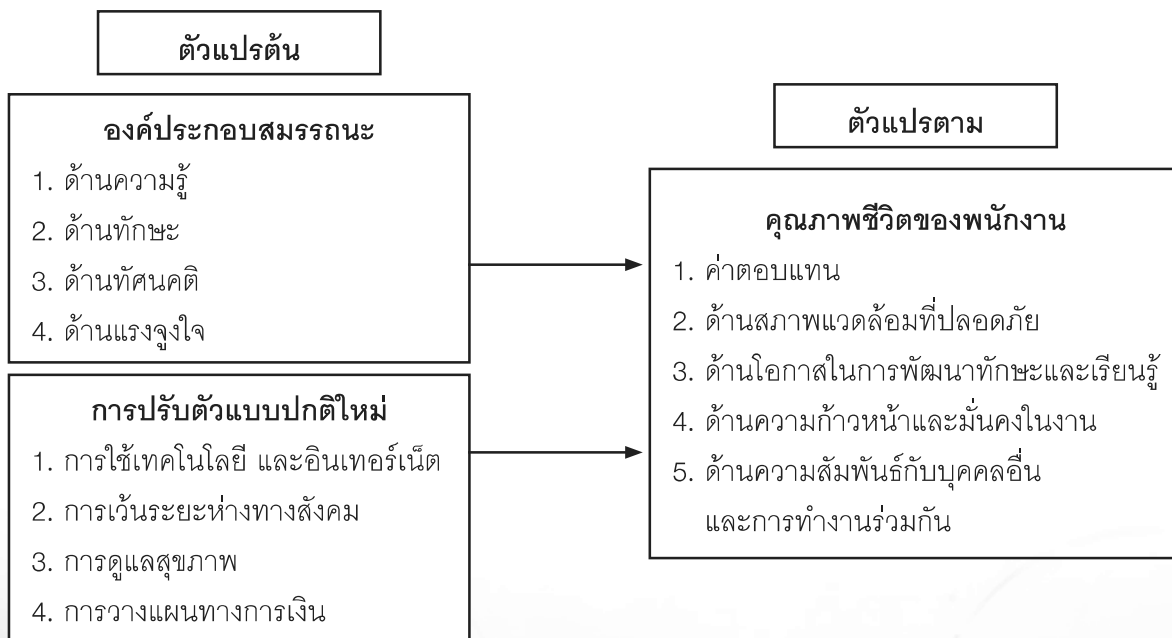 ตัวแปรต้น
องค์ประกอบสมรรถนะ
1. ด้านความรู้
2. ด้านทักษะ
3. ด้านทัศนคติ
4. ด้านแรงจูงใจ
การปรับตัวแบบปกติใหม่
1. การใช้เทคโนโลยี และอินเทอร์เน็ต
2. การเว้นระยะห่างทางสังคม
3. การดูแลสุขภาพ
4. การวางแผนทางการเงิน
ตัวแปรตาม
คุณภาพชีวิตของพนักงาน
1. ค่าตอบแทน
2. ด้านสภาพแวดล้อมที่ปลอดภัย
3. ด้านโอกาสในการพัฒนาทักษะและเรียนรู้
4. ด้านความก้าวหน้าและมั่นคงในงาน
5. ด้านความสัมพันธ์กับบุคคลอื่น
และการทำงานร่วมกัน